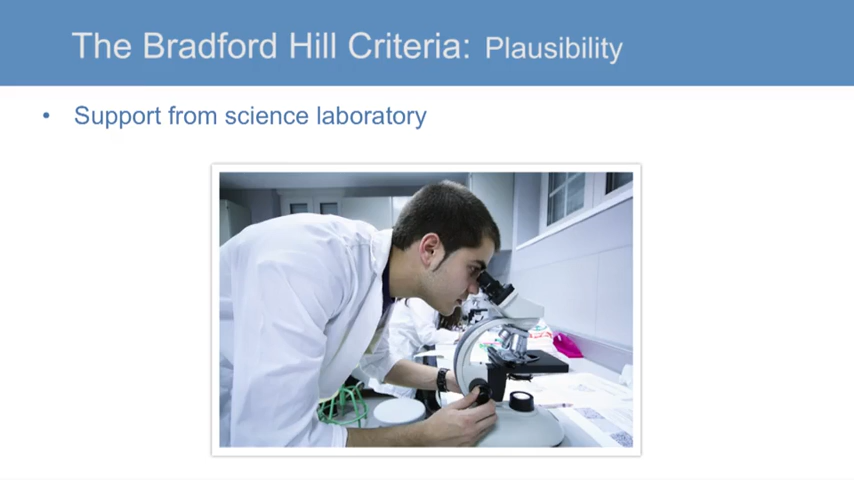 The Bradford Hill Criteria: Plausibility
• Support from science laboratory